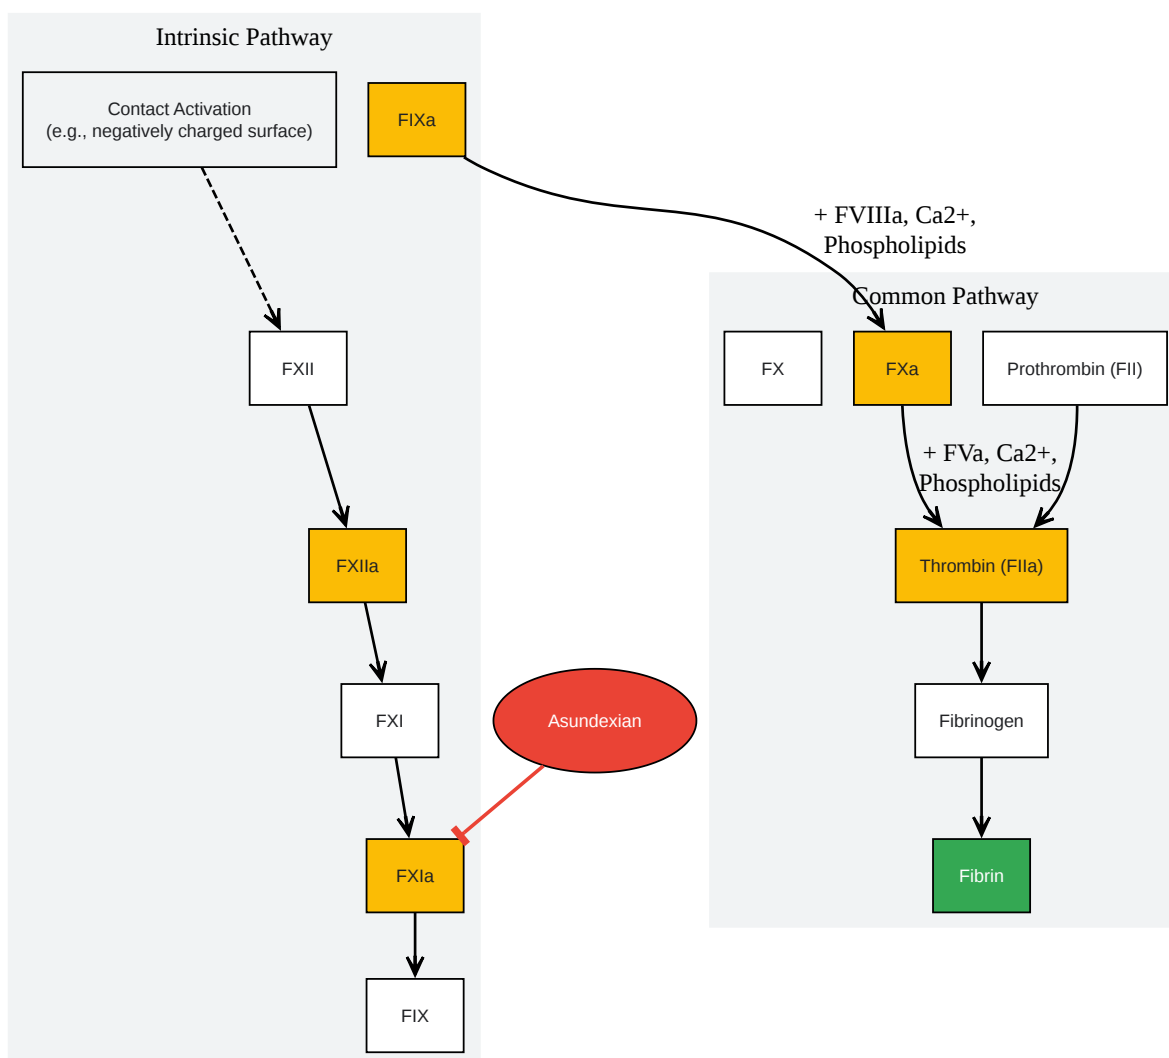 Intrinsic Pathway
Contact Activation
(e.g., negatively charged surface)
FIXa
+ FVIIIa, Ca2+,
Phospholipids
Common Pathway
FXII
FX
FXa
Prothrombin (FII)
+ FVa, Ca2+,
Phospholipids
FXIIa
Thrombin (FIIa)
FXI
Asundexian
Fibrinogen
FXIa
Fibrin
FIX